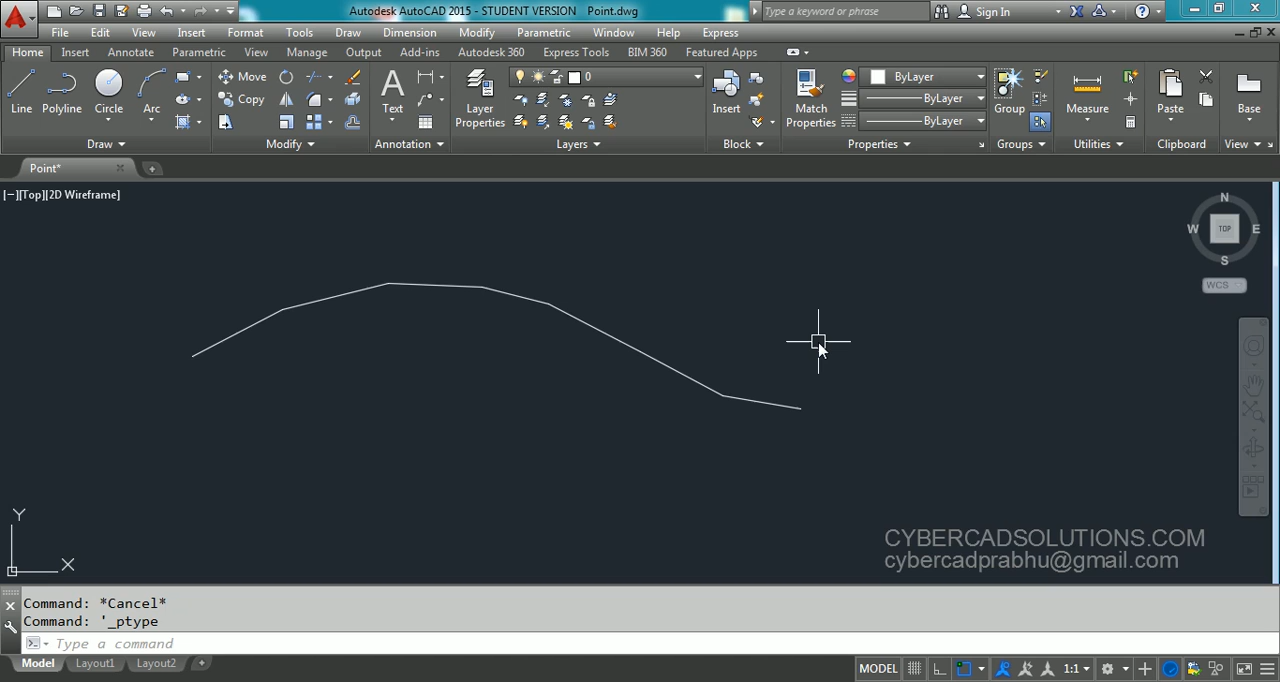 Autodesk AutoCAD 2015 - STUDENT VERSION Point.dwg
Type a keyword or phrase
Sign In
File Edit View Insert Format Tools Draw Dimension Modify Parametric Window Help Express
Home Insert Annotate Parametric View Manage Output Add-ins Autodesk 360 Express Tools BIM 360 Featured Apps
Line Polyline Circle Arc
Move
Copy
Text
Layer
Properties
0
Insert
Match
Properties
ByLayer
ByLayer
ByLayer
Group
Measure
Paste
Base
Draw Modify Annotation Layers Block Properties Groups Utilities Clipboard View
Point*
[−][Top][2D Wireframe]
N
W TOP E
S
WCS
Y
X
CYBERCADSOLUTIONS.COM
cybercadprabhu@gmail.com
Command: *Cancel*
Command: '_ptype
Type a command
Model Layout1 Layout2 +
MODEL 1:1